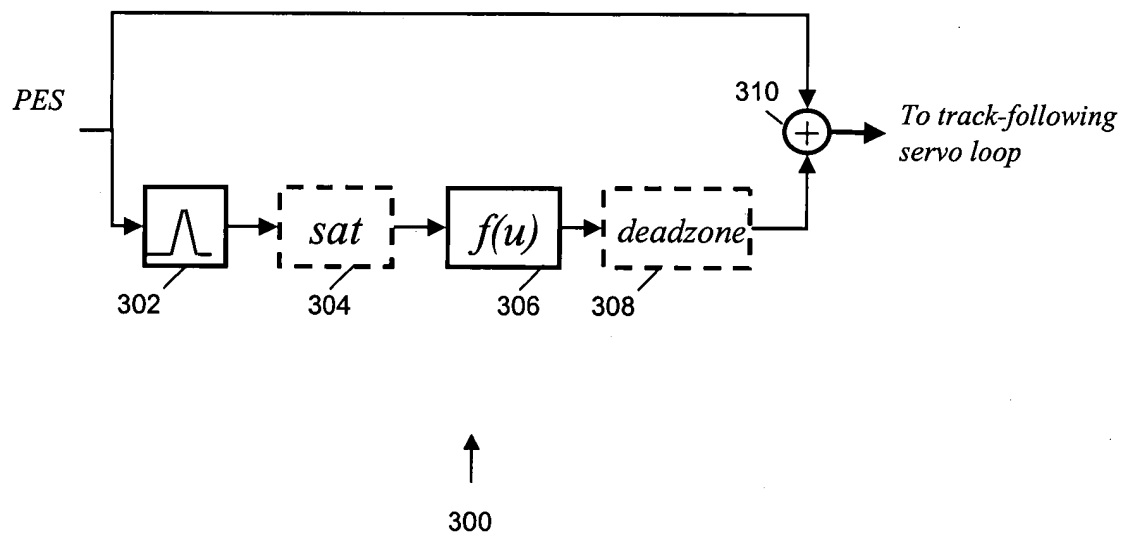 PES
310
To track-following
servo loop
+
sat
f(u)
deadzone
302
304
306
308
300